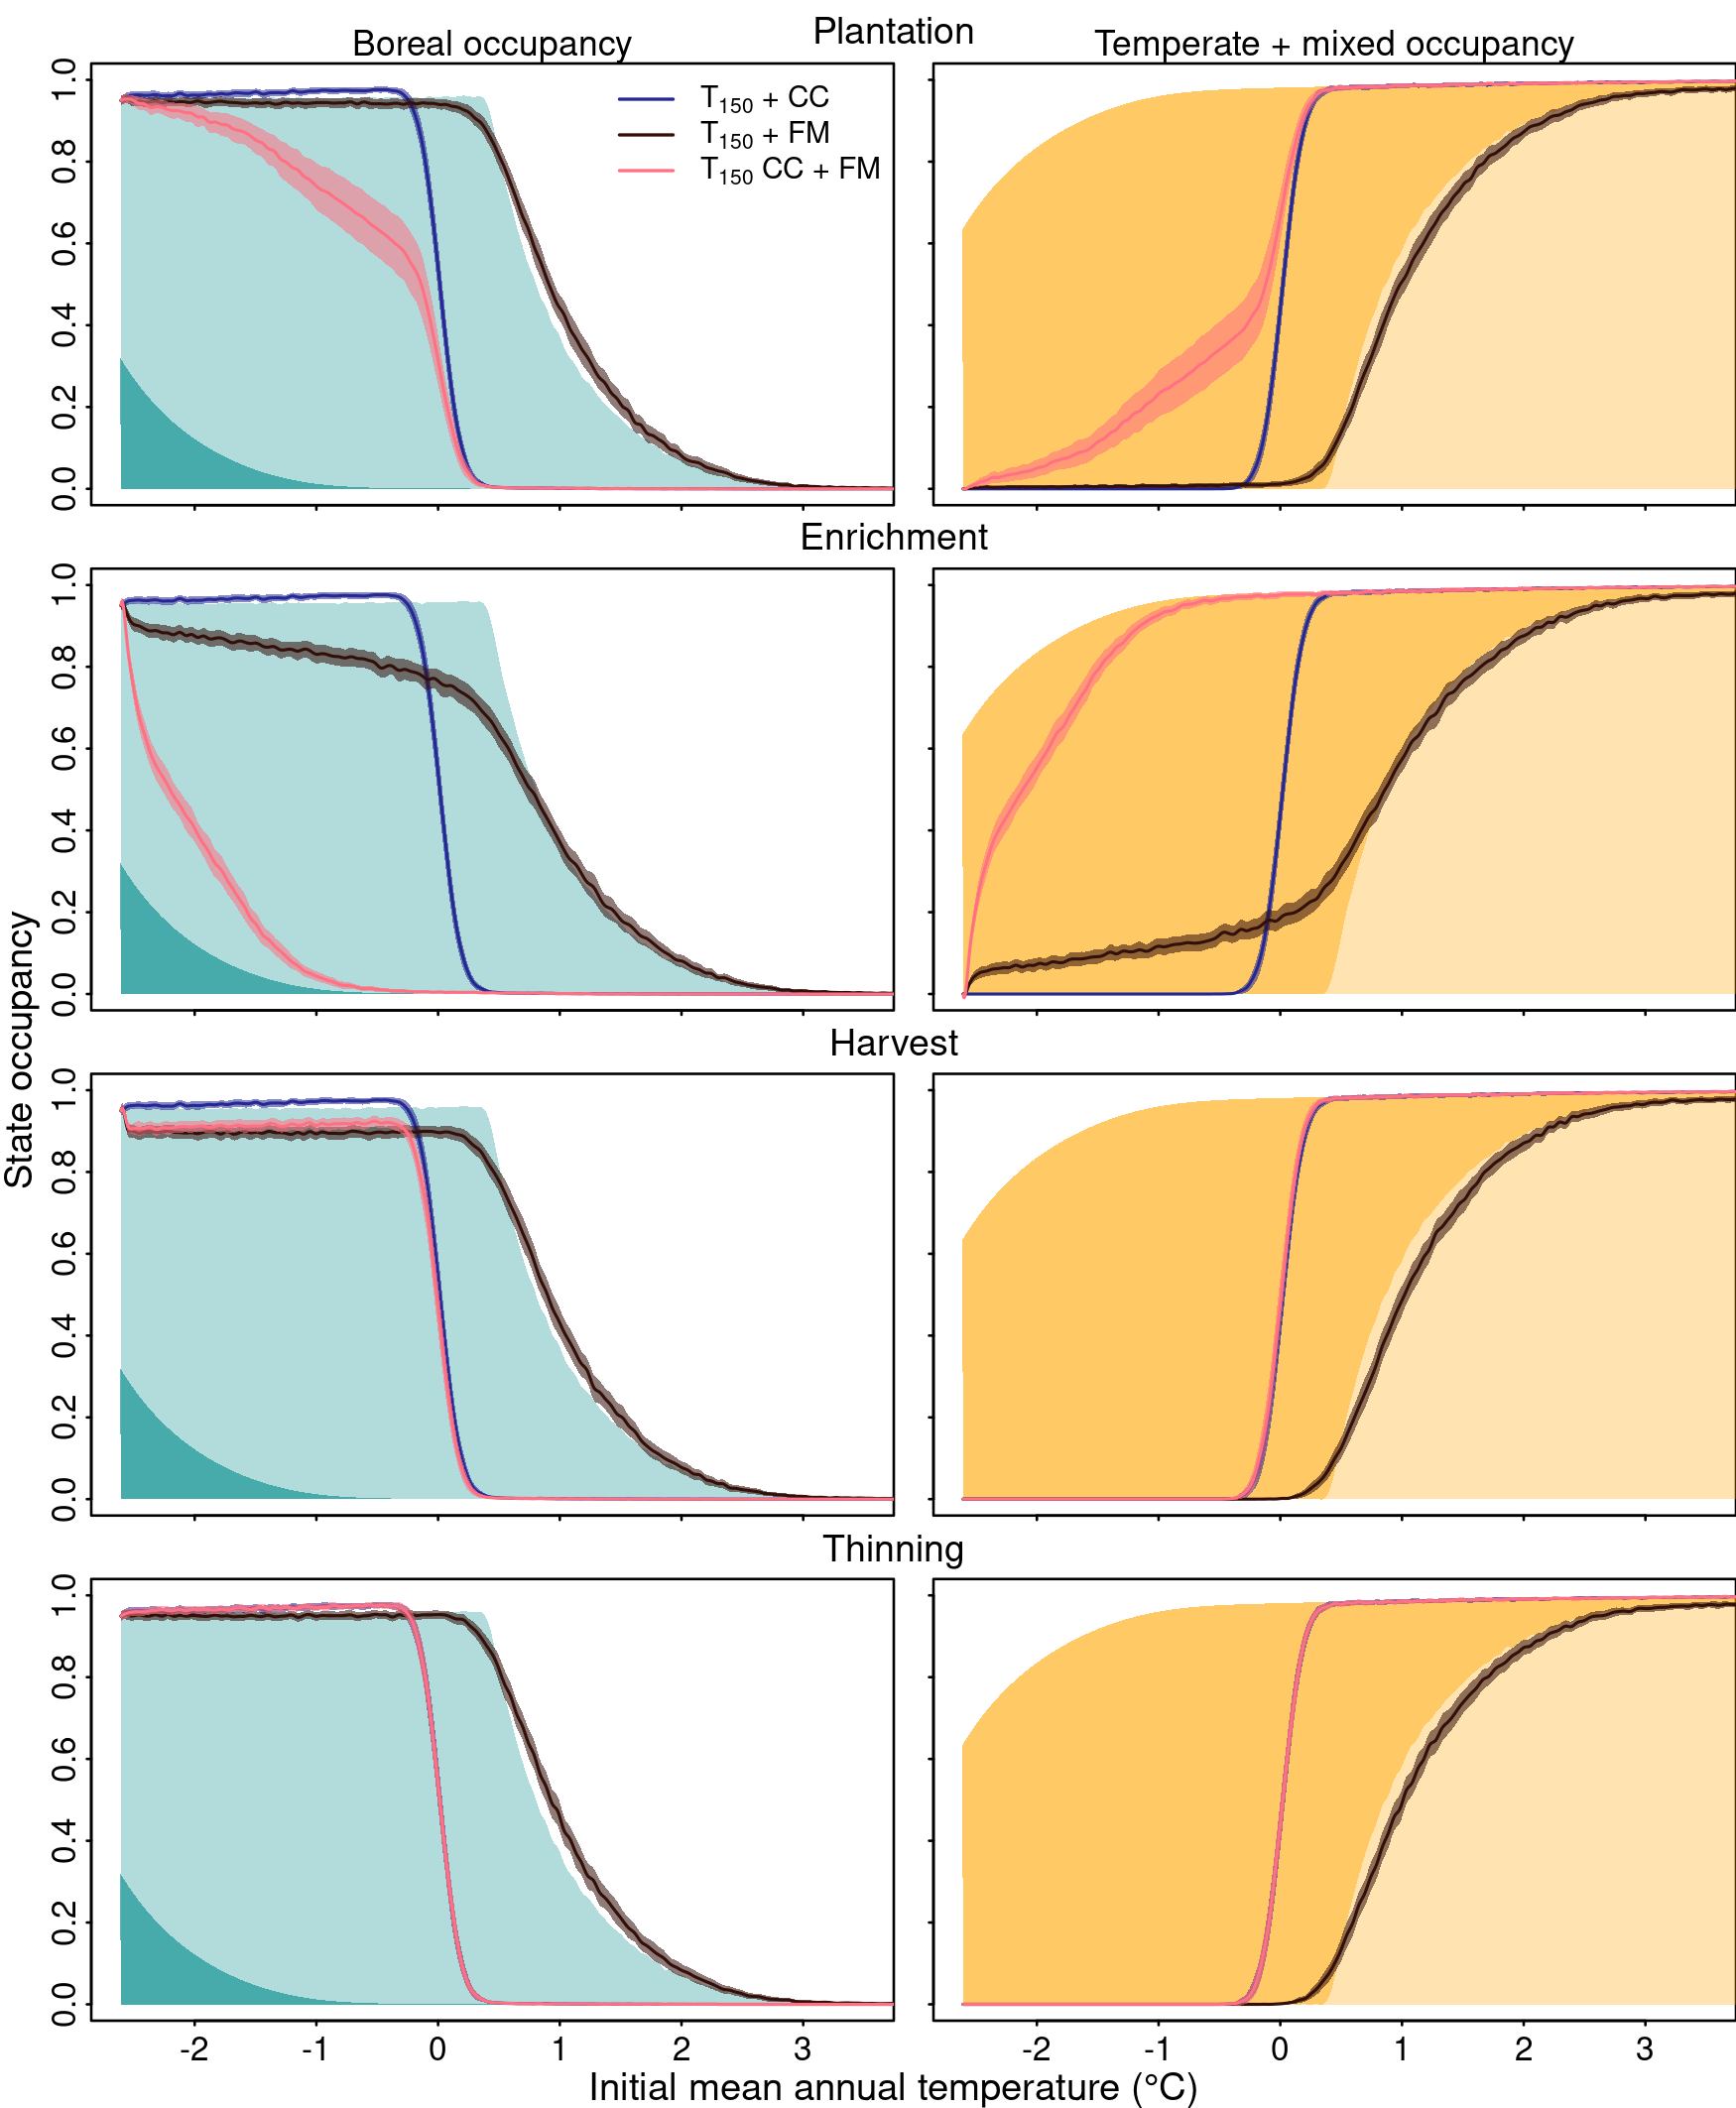 Plantation
Boreal occupancy
Temperate + mixed occupancy
T150 + CC
T150 + FM
T150 CC + FM
0.0 0.2 0.4 0.6 0.8 1.0
Enrichment
0.0 0.2 0.4 0.6 0.8 1.0
State occupancy
Harvest
0.0 0.2 0.4 0.6 0.8 1.0
Thinning
0.0 0.2 0.4 0.6 0.8 1.0
-2 -1 0 1 2 3
-2 -1 0 1 2 3
Initial mean annual temperature (°C)